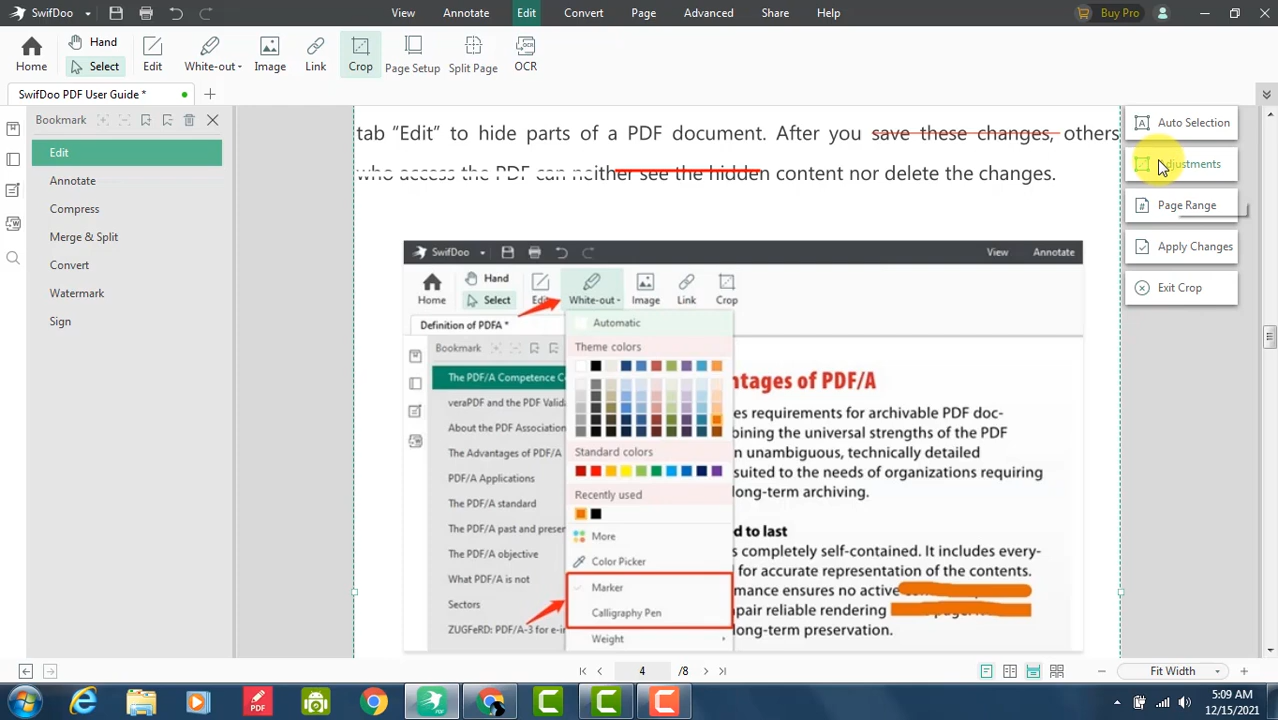 SwifDoo View Annotate Edit Convert Page Advanced Share Help Buy Pro
Hand
Home Select Edit White-out Image Link Crop Page Setup Split Page OCR
SwifDoo PDF User Guide *
Bookmark
Edit
Annotate
Compress
Merge & Split
Convert
Watermark
Sign
tab "Edit" to hide parts of a PDF document. After you save these changes, others
who access the PDF can neither see the hidden content nor delete the changes.
SwifDoo View Annotate
Hand
Home Select White-out Image Link Crop
Definition of PDFA *
Bookmark
The PDF/A Competence
veraPDF and the PDF
About the PDF Association
The Advantages of PDF/A
PDF/A Applications
The PDF/A standard
The PDF/A past and
The PDF/A objective
What PDF/A is not
Sectors
ZUGFeRD: PDF/A-3 for
Automatic
Theme colors
Standard colors
Recently used
More
Color Picker
Marker
Calligraphy Pen
Weight
ntages of PDF/A
es requirements for archivable PDF doc-
bining the universal strengths of the PDF
n unambiguous, technically detailed
suited to the needs of organizations requiring
long-term archiving.
d to last
s completely self-contained. It includes every-
for accurate representation of the contents.
mance ensures no active
pair reliable rendering
long-term preservation.
Auto Selection
Adjustments
Page Range
Apply Changes
Exit Crop
4 /8 Fit Width
PDF
5:09 AM
12/15/2021